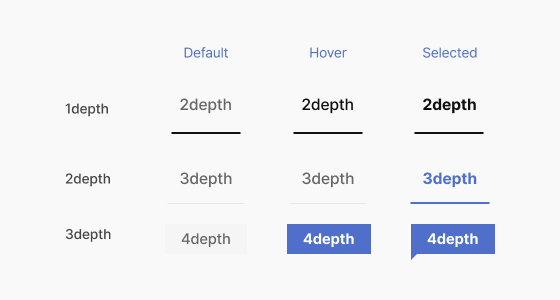 Default Hover Selected
1depth 2depth 2depth 2depth
2depth 3depth 3depth 3depth
3depth 4depth 4depth 4depth